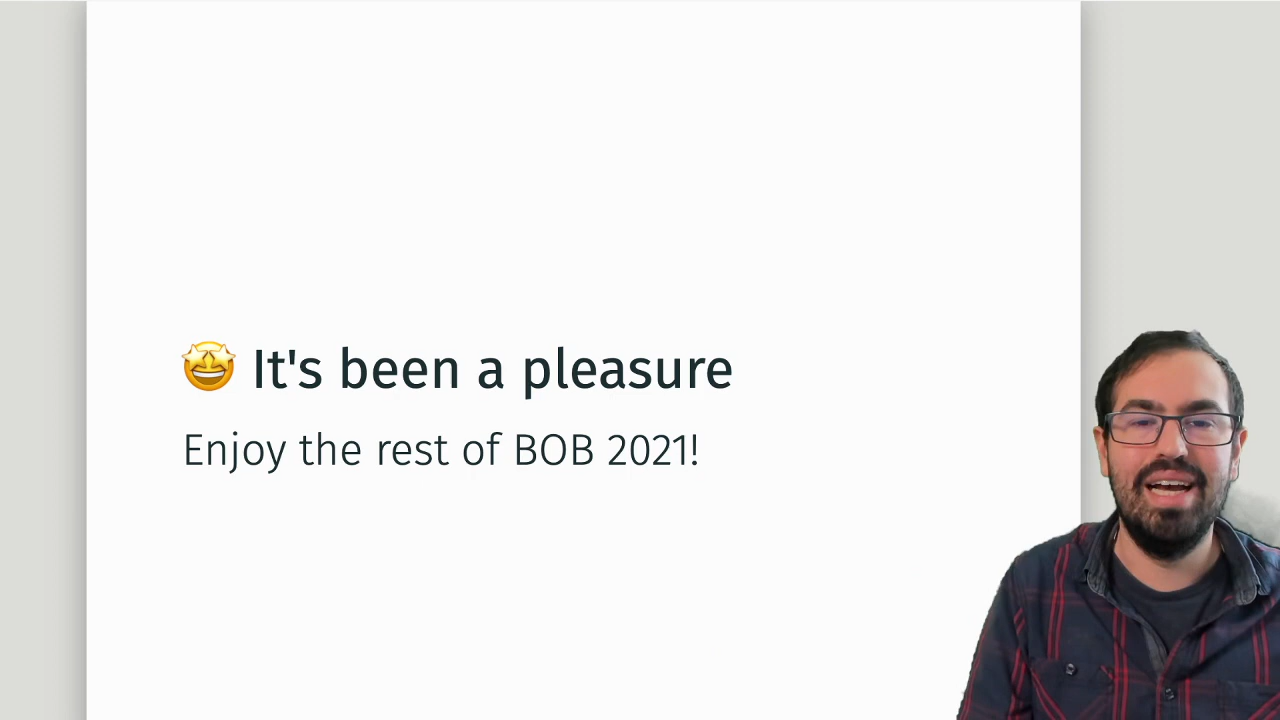 🤩 It's been a pleasure
Enjoy the rest of BOB 2021!